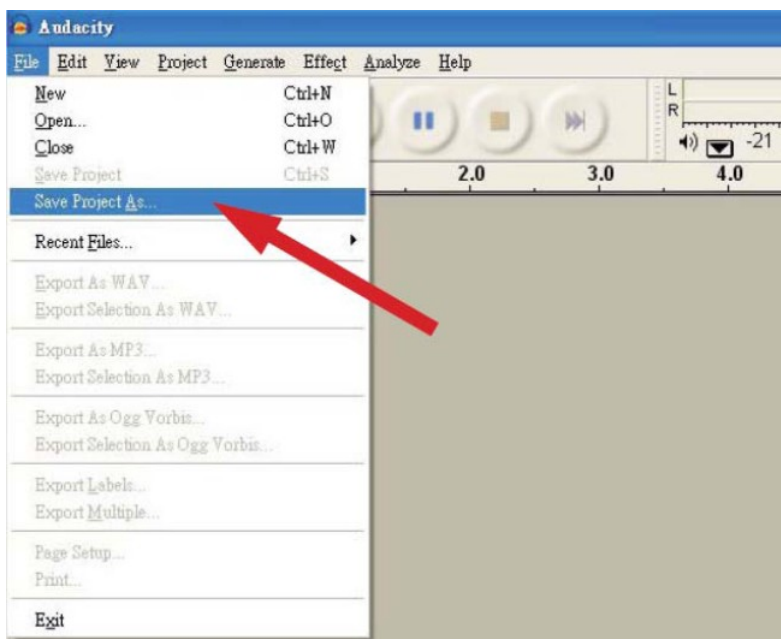 Audacity
File Edit View Project Generate Effect Analyze Help
New Ctrl+N
Open... Ctrl+O
Close Ctrl+W
Save Project Ctrl+S
Save Project As...
Recent Files...
Export As WAV...
Export Selection As WAV...
Export As MP3...
Export Selection As MP3...
Export As Ogg Vorbis...
Export Selection As Ogg Vorbis...
Export Labels...
Export Multiple...
Page Setup...
Print...
Exit
L
R
-21
2.0 3.0 4.0